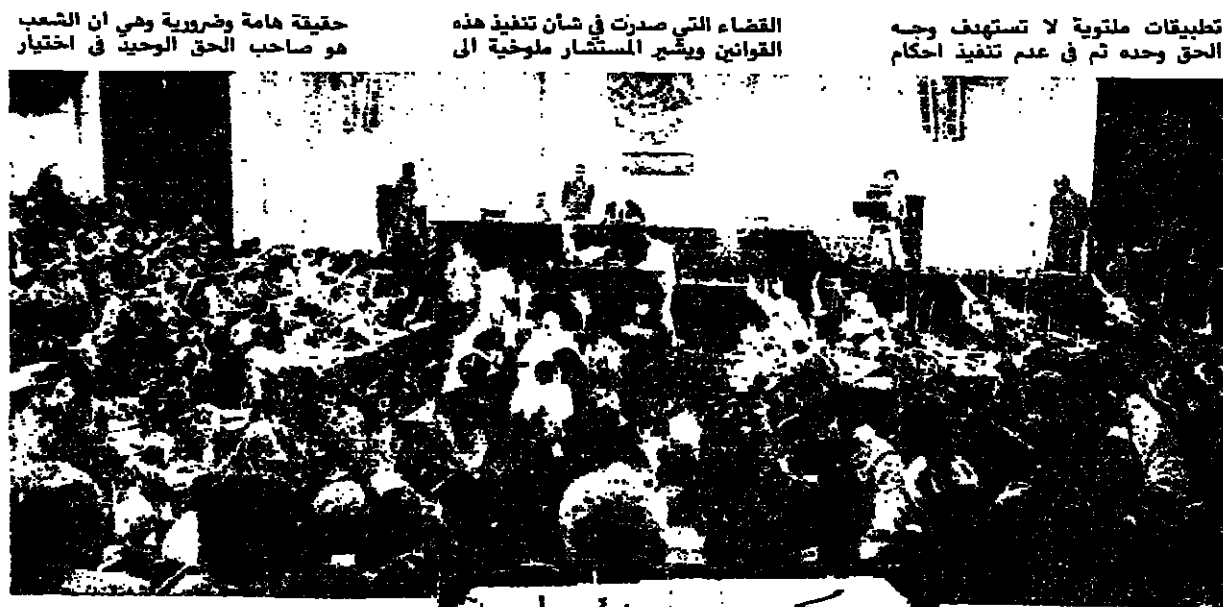 تطبيقات ملتوية لا تستهدف وجه
الحق وحده ثم في عدم تنفيذ احكام
القضاء التي صدرت في شأن تنفيذ هذه
القوانين ويشير المستشار ملوخية الى
حقيقة هامة وضرورية وهي ان الشعب
هو صاحب الحق الوحيد في اختيار